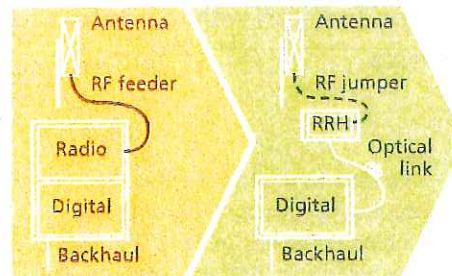 Antenna
RF feeder
Radio
Digital
Backhaul
Antenna
RF jumper
RRH
Optical
link
Digital
Backhaul